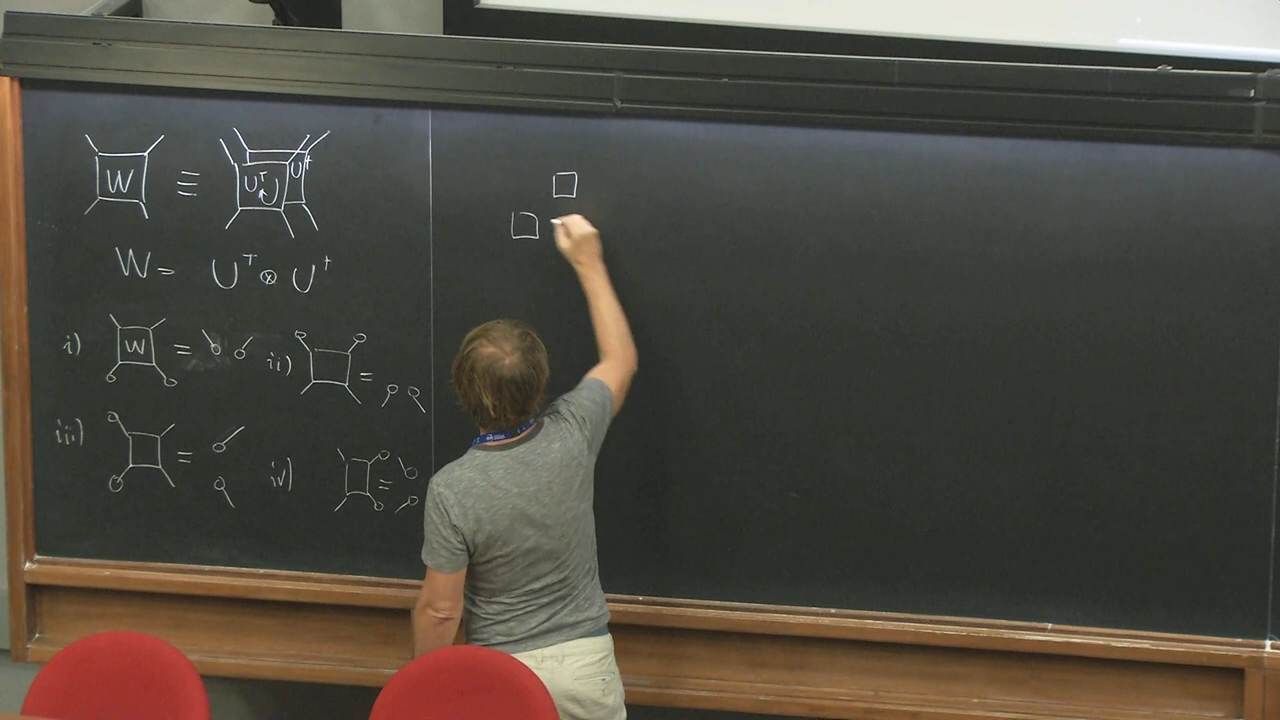 W ≡ U^T U U^†
W = U^T ⊗ U^†
i) W = ii) =
iii) = iv) =